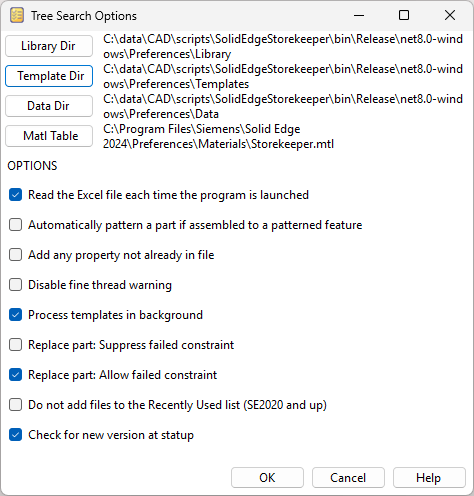 Tree Search Options
Library Dir
C:\data\CAD\scripts\SolidEdgeStorekeeper\bin\Release\net8.0-wind
ows\Preferences\Library
Template Dir
C:\data\CAD\scripts\SolidEdgeStorekeeper\bin\Release\net8.0-wind
ows\Preferences\Templates
Data Dir
C:\data\CAD\scripts\SolidEdgeStorekeeper\bin\Release\net8.0-wind
ows\Preferences\Data
Matl Table
C:\Program Files\Siemens\Solid Edge
2024\Preferences\Materials\Storekeeper.mtl
OPTIONS
Read the Excel file each time the program is launched
Automatically pattern a part if assembled to a patterned feature
Add any property not already in file
Disable fine thread warning
Process templates in background
Replace part: Suppress failed constraint
Replace part: Allow failed constraint
Do not add files to the Recently Used list (SE2020 and up)
Check for new version at statup
OK
Cancel
Help